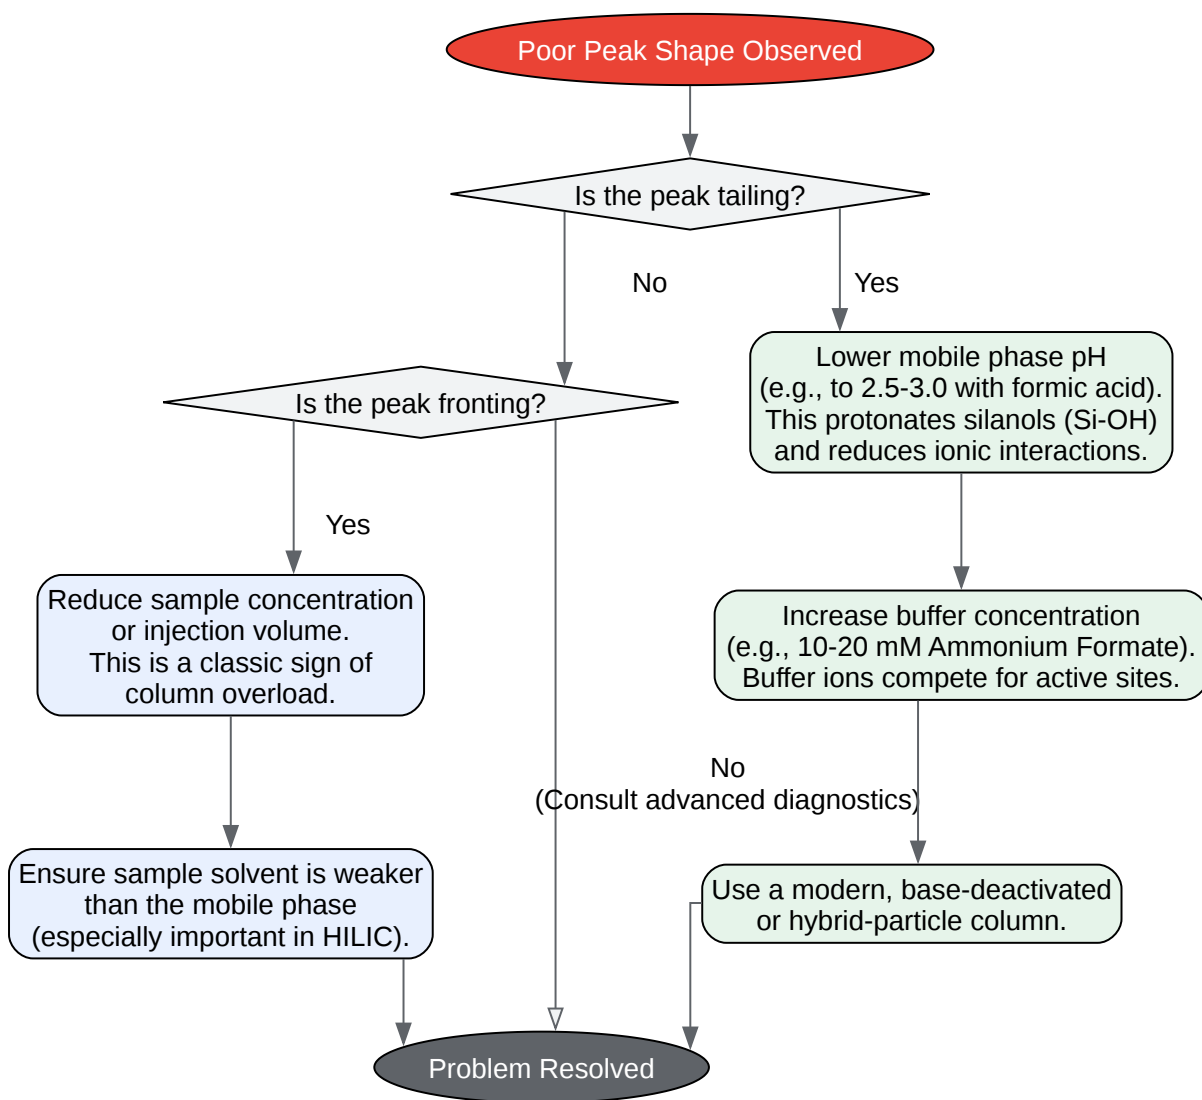 Poor Peak Shape Observed
Is the peak tailing?
No
Yes
Lower mobile phase pH
(e.g., to 2.5-3.0 with formic acid).
This protonates silanols (Si-OH)
and reduces ionic interactions.
Is the peak fronting?
Yes
Reduce sample concentration
or injection volume.
This is a classic sign of
column overload.
Increase buffer concentration
(e.g., 10-20 mM Ammonium Formate).
Buffer ions compete for active sites.
No
(Consult advanced diagnostics)
Ensure sample solvent is weaker
than the mobile phase
(especially important in HILIC).
Use a modern, base-deactivated
or hybrid-particle column.
Problem Resolved